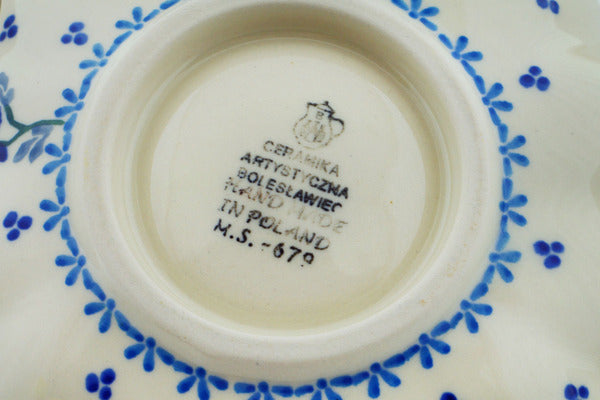 CERAMIKA
ARTYSTYCZNA
BOLESŁAWIEC
HAND MADE
IN POLAND
M.S. -679